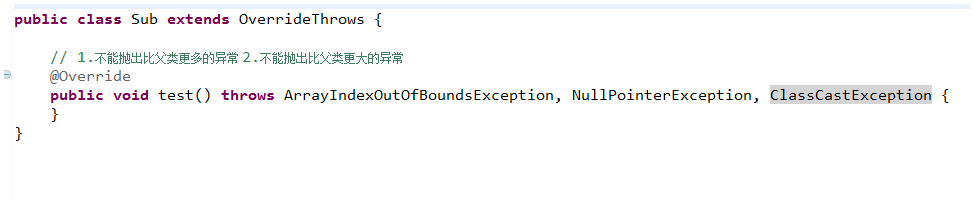 public class Sub extends OverrideThrows {
// 1.不能抛出比父类更多的异常 2.不能抛出比父类更大的异常
@Override
public void test() throws ArrayIndexOutOfBoundsException, NullPointerException, ClassCastException {
}
}